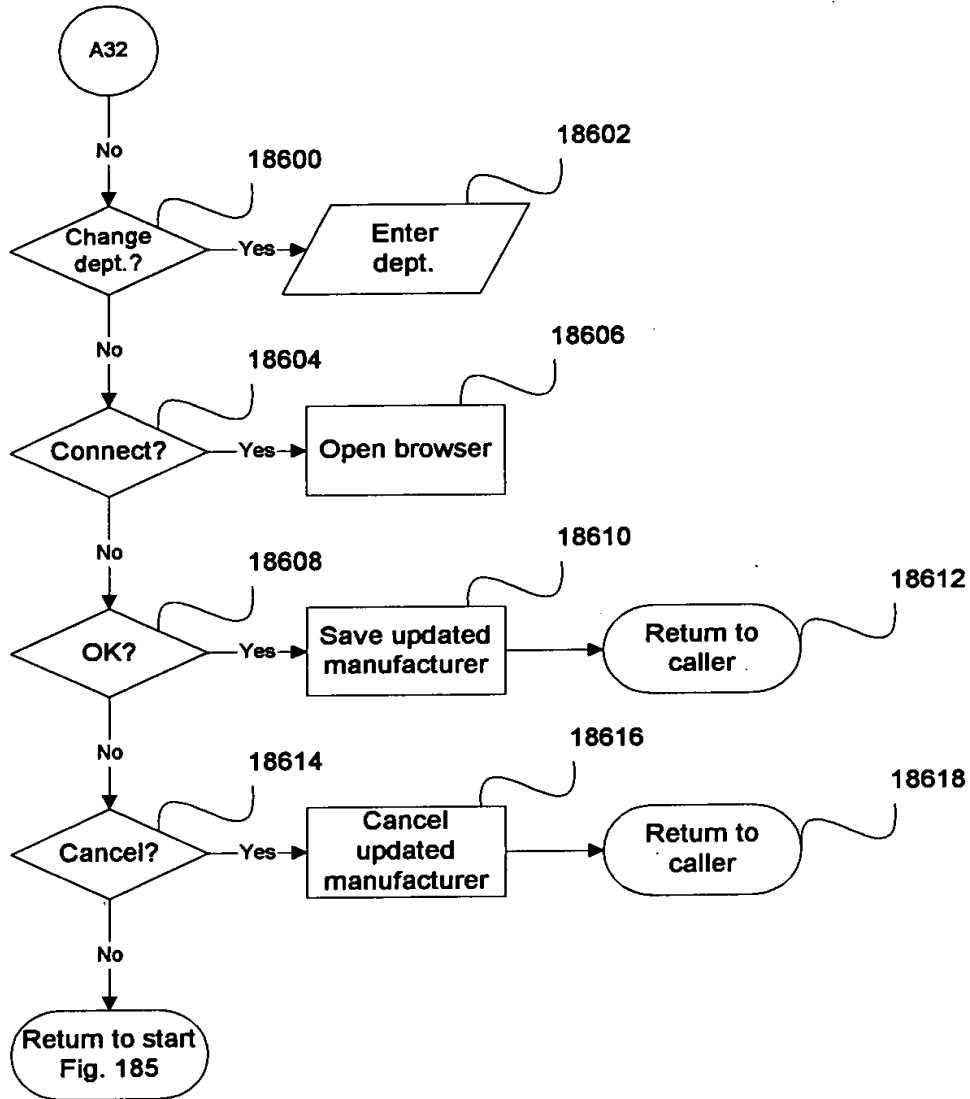 A32
No
18600
18602
Change
dept.?
Yes
Enter
dept.
No
18604
18606
Connect?
Yes
Open browser
No
18608
18610
18612
OK?
Yes
Save updated
manufacturer
Return to
caller
No
18614
18616
18618
Cancel?
Yes
Cancel
updated
manufacturer
Return to
caller
No
Return to start
Fig. 185